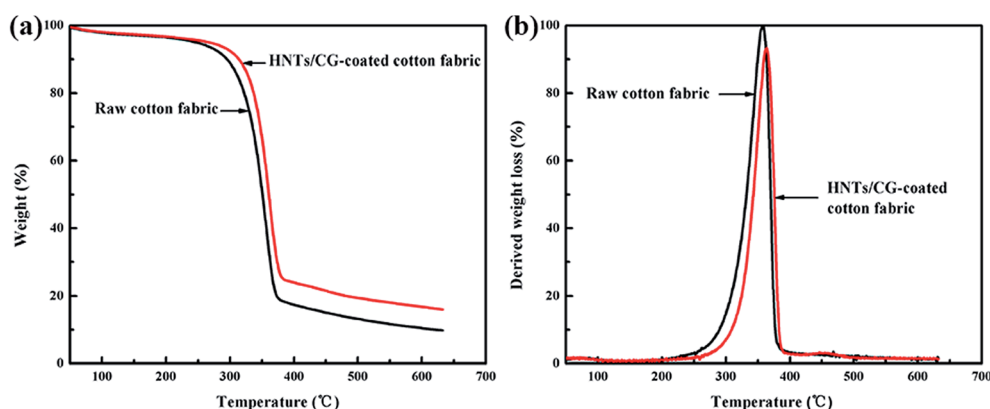 (a)
100
80
60
40
20
0
Weight (%)
HNTs/CG-coated cotton fabric
Raw cotton fabric
100
200
300
400
500
600
700
Temperature (℃)
(b)
100
80
60
40
20
0
Derived weight loss (%)
Raw cotton fabric
HNTs/CG-coated
cotton fabric
100
200
300
400
500
600
700
Temperature (℃)